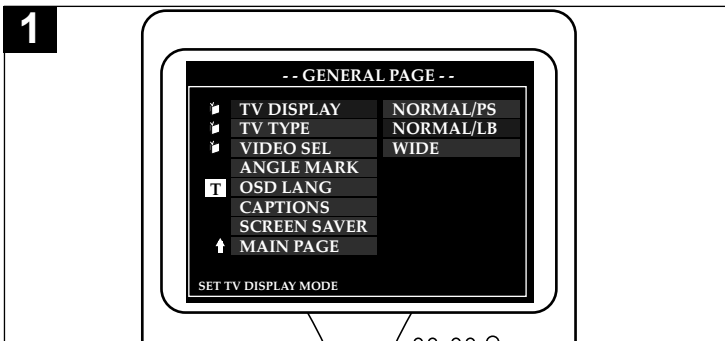 1
- - GENERAL PAGE - -
TV DISPLAY NORMAL/PS
TV TYPE NORMAL/LB
VIDEO SEL WIDE
ANGLE MARK
T OSD LANG
CAPTIONS
SCREEN SAVER
MAIN PAGE
SET TV DISPLAY MODE